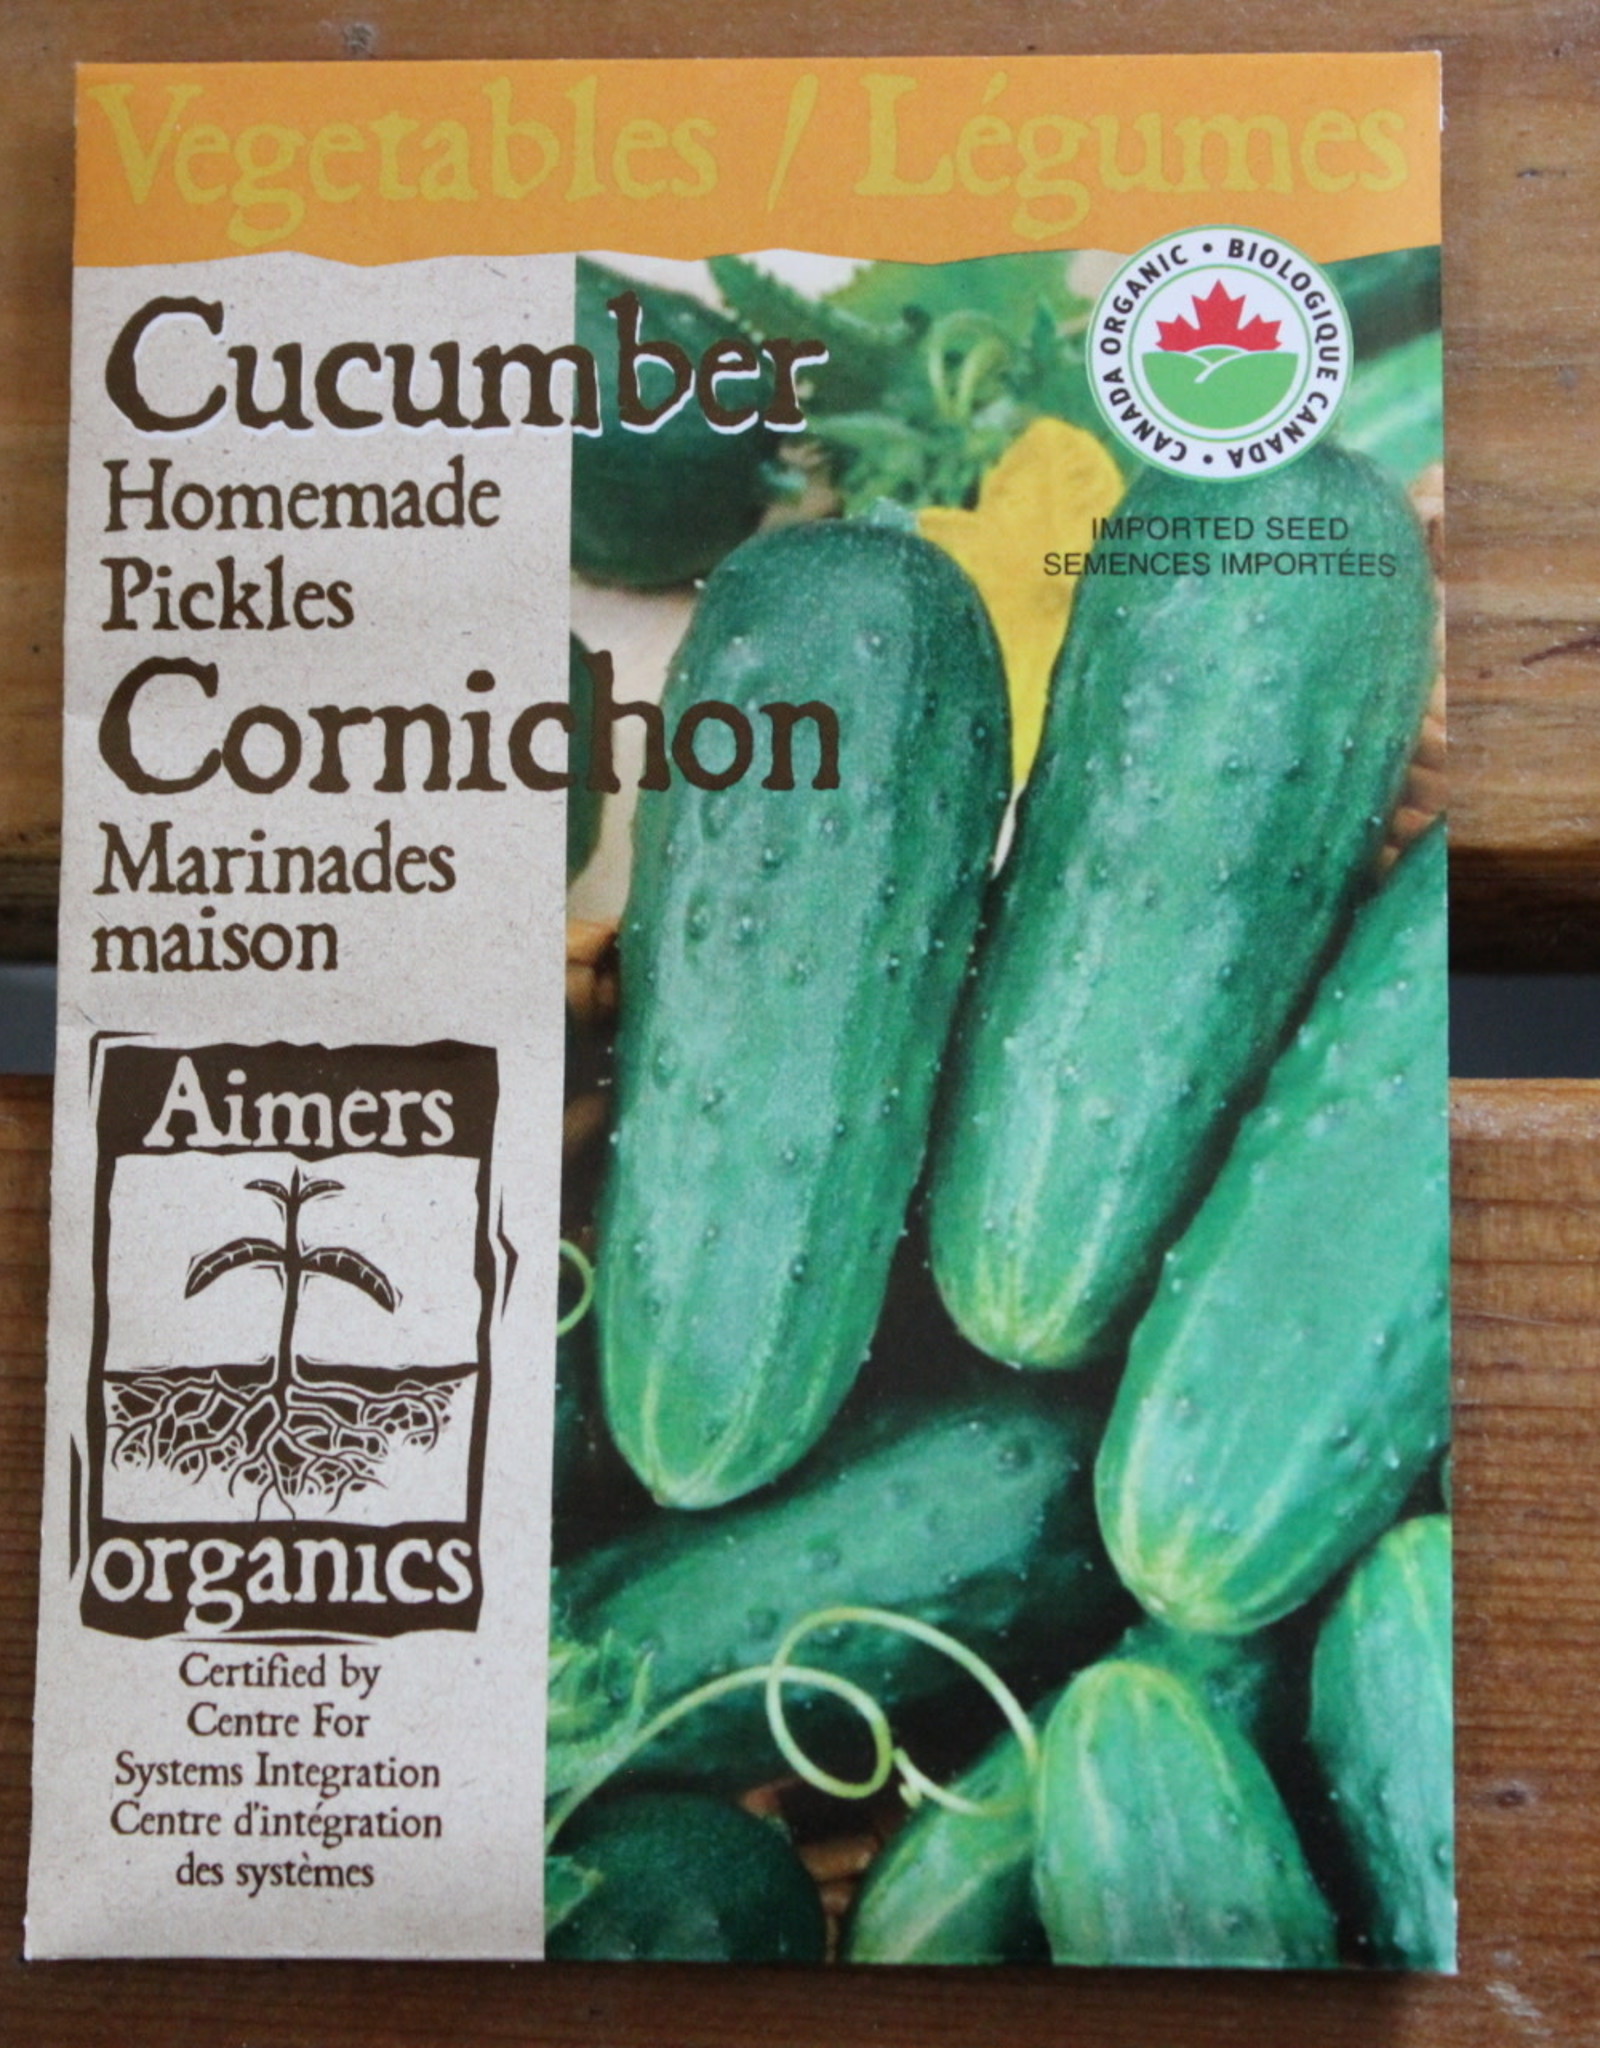 Vegetables / Légumes
CANADA ORGANIC • BIOLOGIQUE CANADA •
Cucumber
Homemade
Pickles
IMPORTED SEED
SEMENCES IMPORTÉES
Cornichon
Marinades
maison
Aimers
organics
Certified by
Centre For
Systems Integration
Centre d'intégration
des systèmes